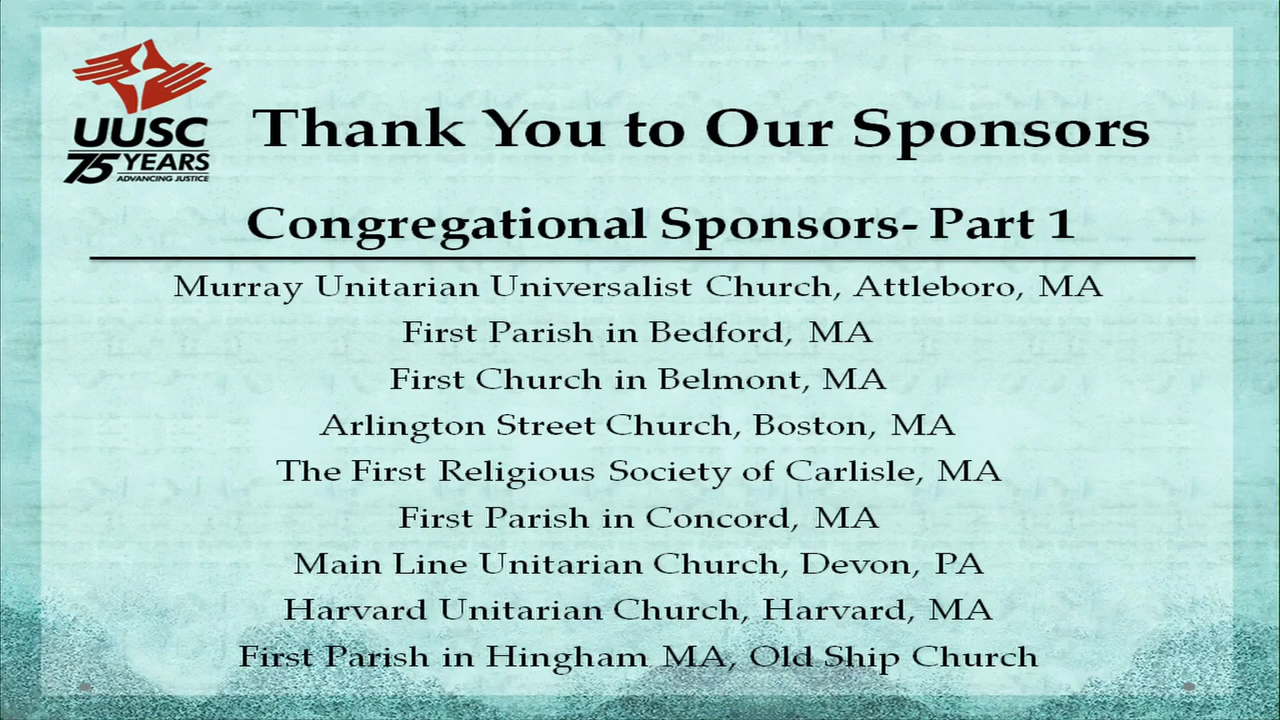 UUSC
75 YEARS
ADVANCING JUSTICE
Thank You to Our Sponsors
Congregational Sponsors- Part 1
Murray Unitarian Universalist Church, Attleboro, MA
First Parish in Bedford, MA
First Church in Belmont, MA
Arlington Street Church, Boston, MA
The First Religious Society of Carlisle, MA
First Parish in Concord, MA
Main Line Unitarian Church, Devon, PA
Harvard Unitarian Church, Harvard, MA
First Parish in Hingham MA, Old Ship Church